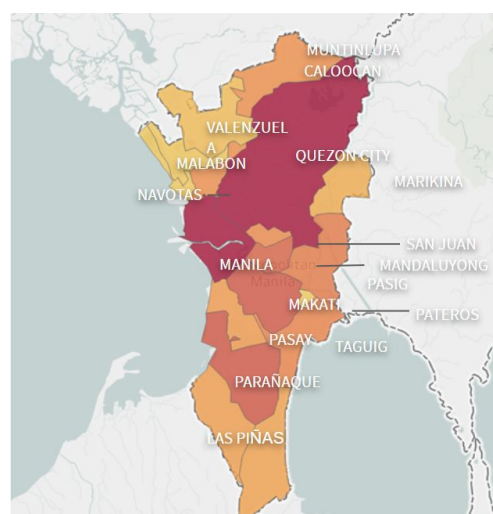 MUNTINLUPA
CALOOCAN
VALENZUEL
A
MALABON
QUEZON CITY
MARIKINA
NAVOTAS
SAN JUAN
MANILA
MANDALUYONG
PASIG
Manila
MAKATI
PATEROS
PASAY
TAGUIG
PARAÑAQUE
LAS PIÑAS